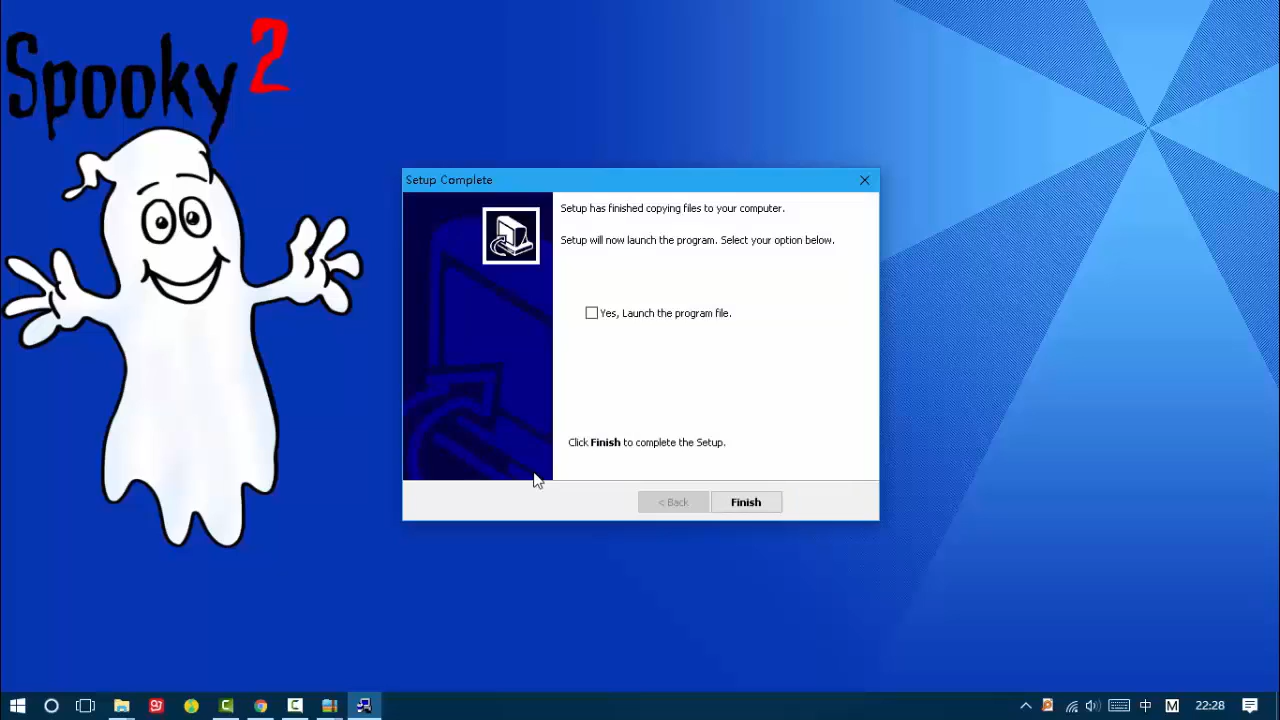 Spooky 2
Setup Complete
Setup has finished copying files to your computer.
Setup will now launch the program. Select your option below.
Yes, Launch the program file.
Click Finish to complete the Setup.
< Back
Finish
中
M
22:28